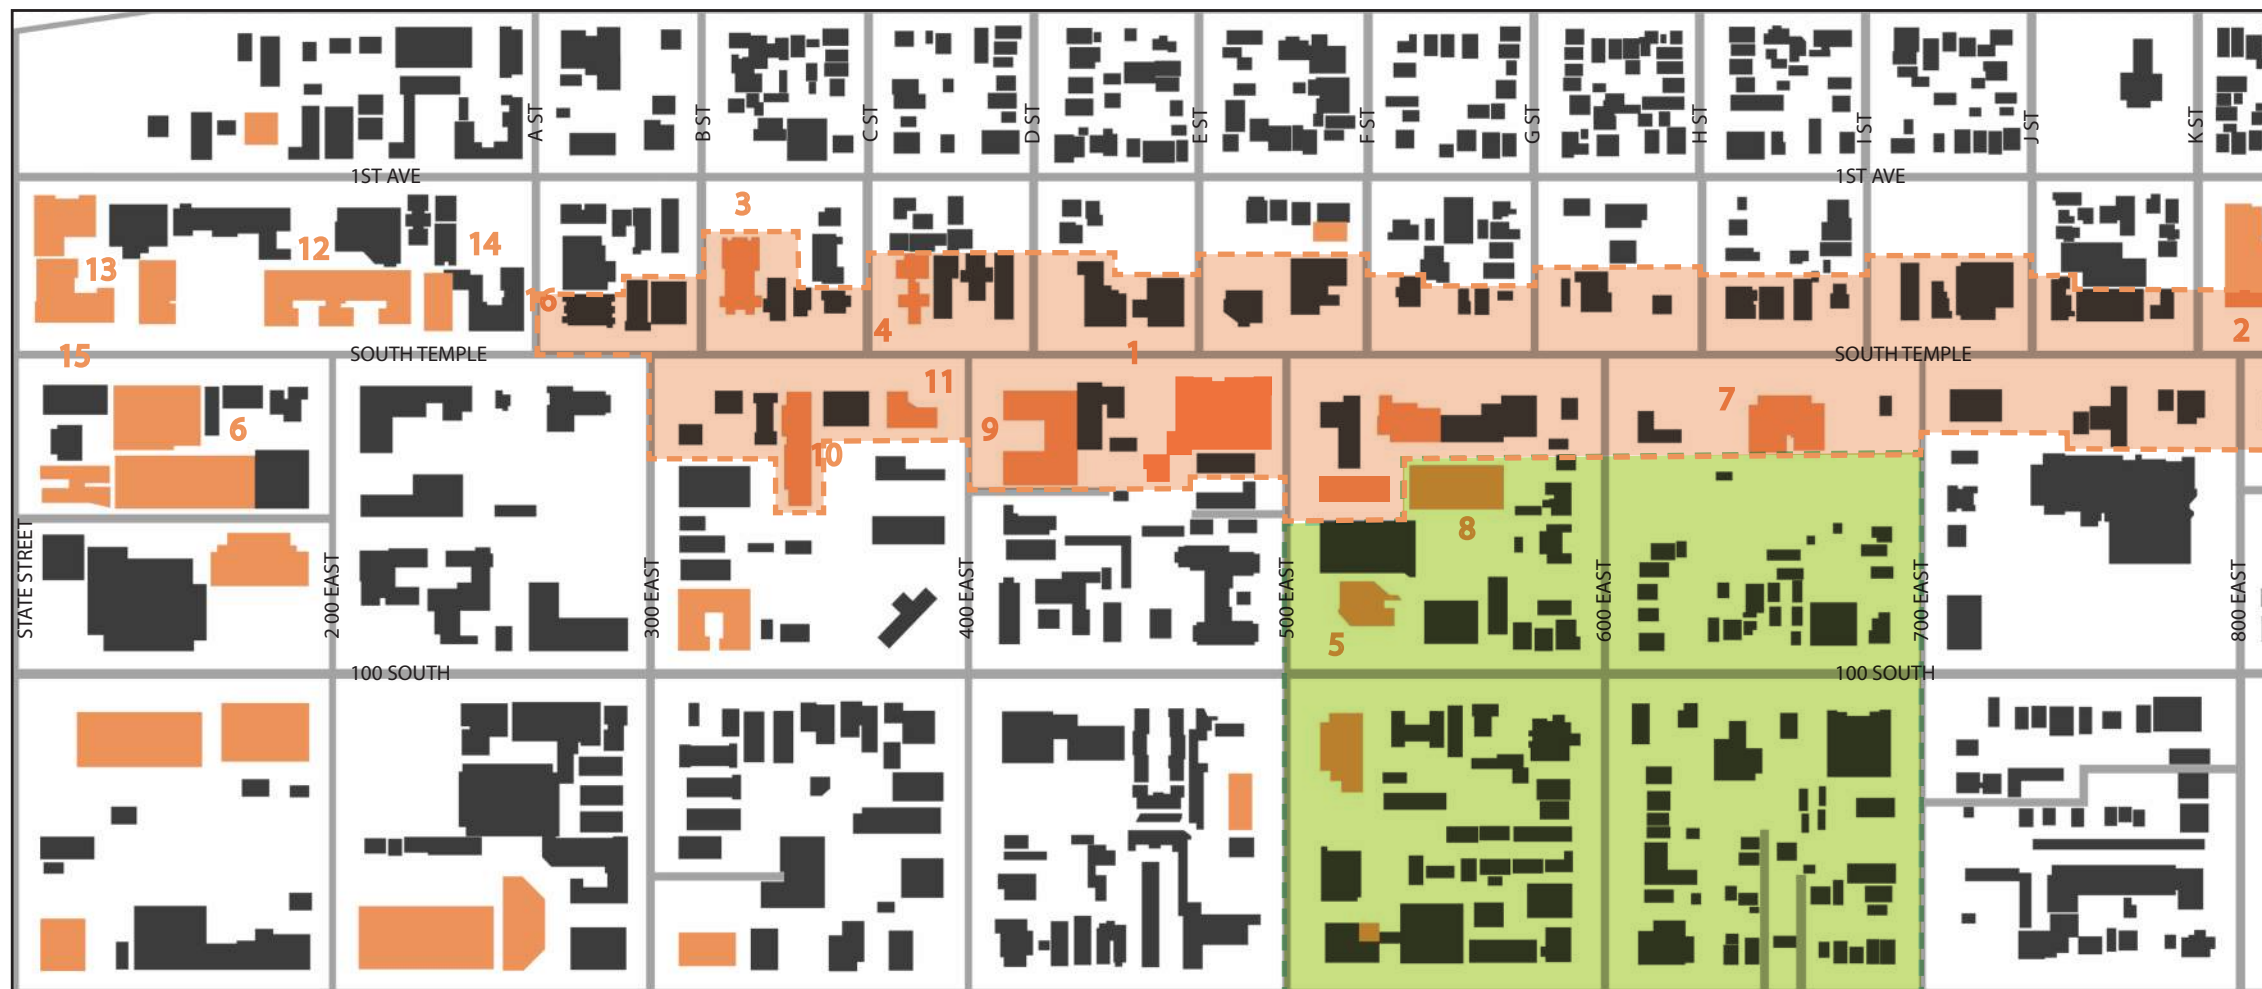 A ST
B ST
C ST
D ST
E ST
F ST
G ST
H ST
I ST
J ST
K ST
1ST AVE
1ST AVE
3
12
14
13
16
4
2
15
SOUTH TEMPLE
1
SOUTH TEMPLE
11
7
6
9
10
8
STATE STREET
2 00 EAST
300 EAST
400 EAST
500 EAST
5
600 EAST
700 EAST
800 EAST
100 SOUTH
100 SOUTH